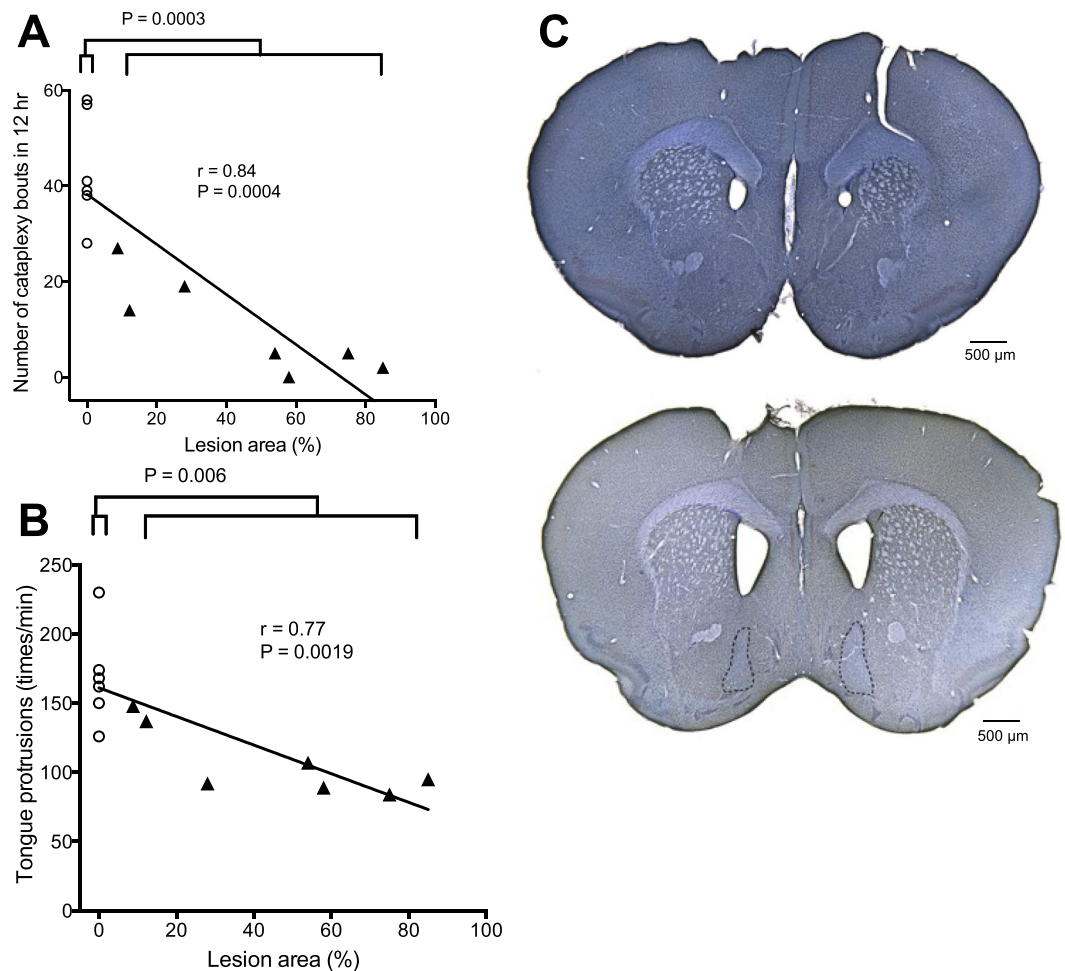 A
P = 0.0003
Number of cataplexy bouts in 12 hr
60
40
20
0
r = 0.84
P = 0.0004
0 20 40 60 80 100
Lesion area (%)
B
P = 0.006
Tongue protrusions (times/min)
250
200
150
100
50
0
r = 0.77
P = 0.0019
0 20 40 60 80 100
Lesion area (%)
C
500 µm
500 µm